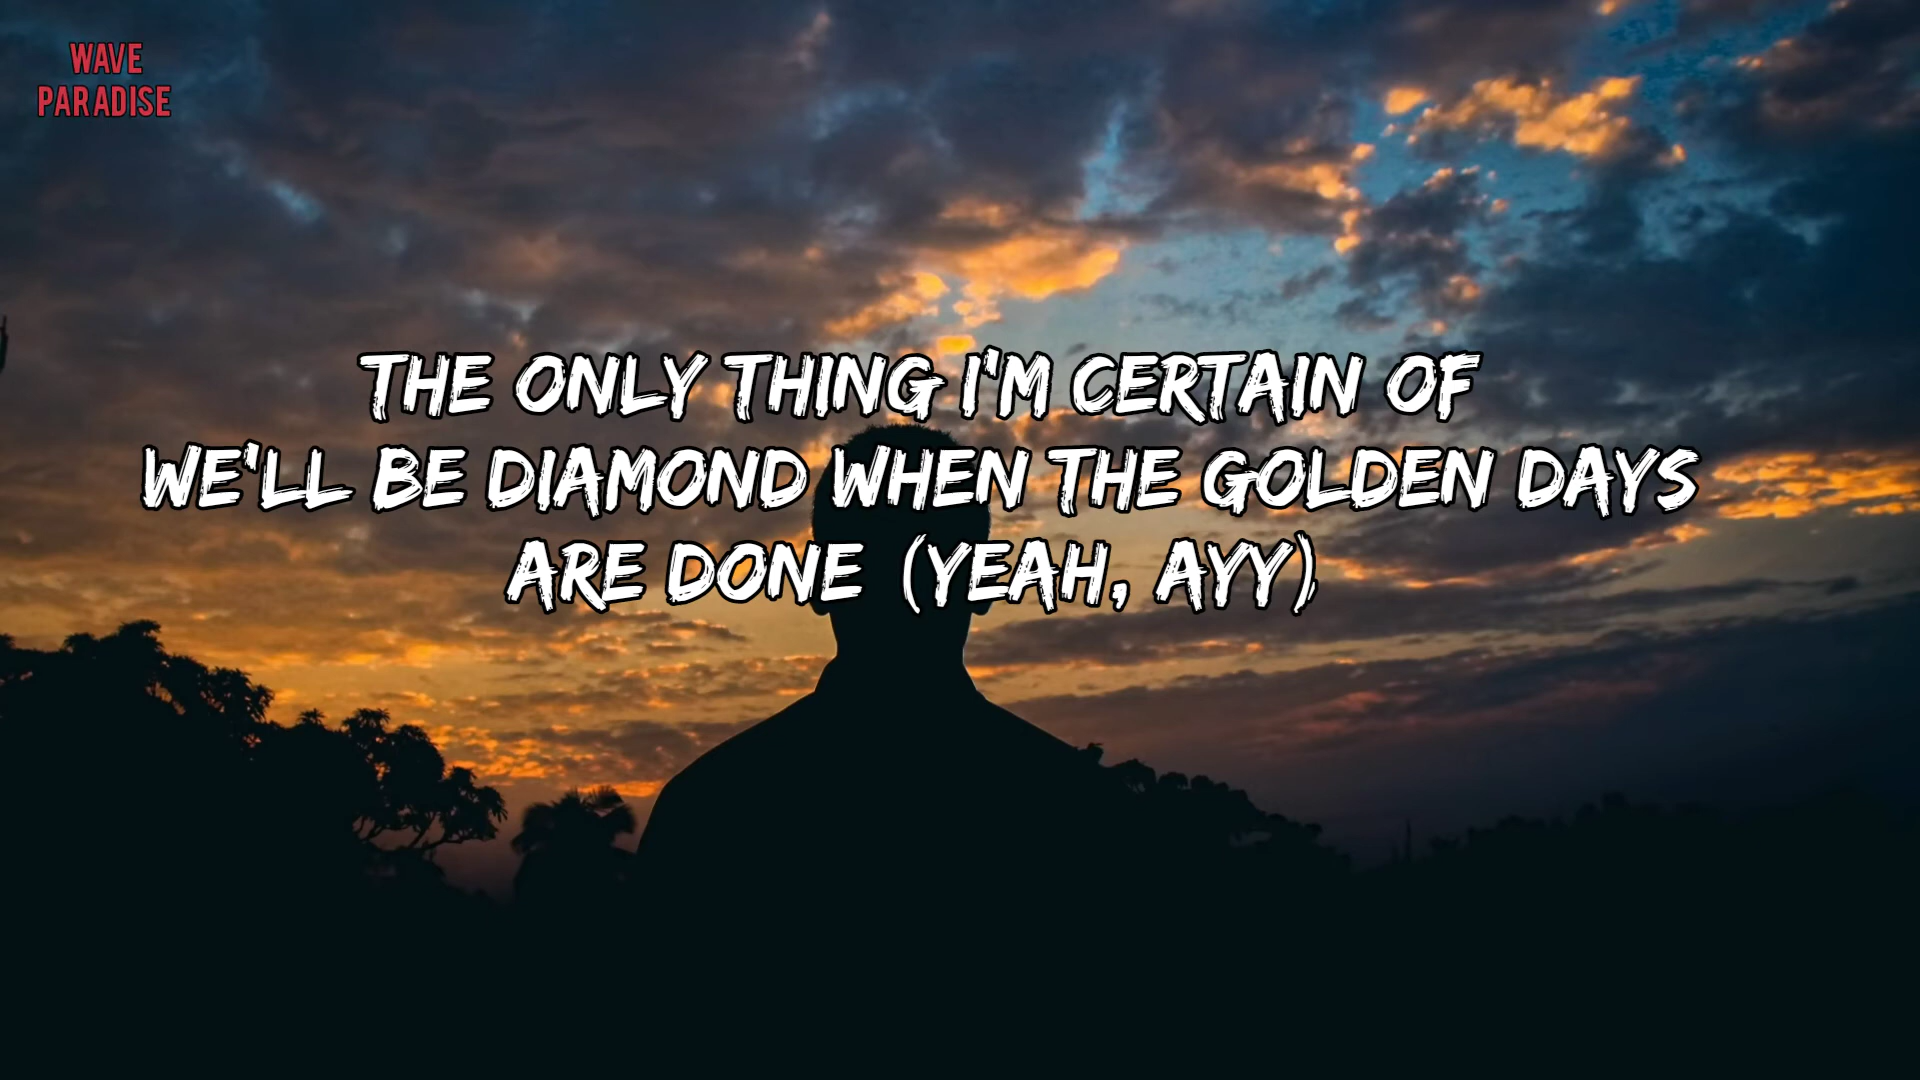 WAVE
PARADISE
THE ONLY THING I'M CERTAIN OF
WE'LL BE DIAMOND WHEN THE GOLDEN DAYS
ARE DONE (YEAH, AYY)